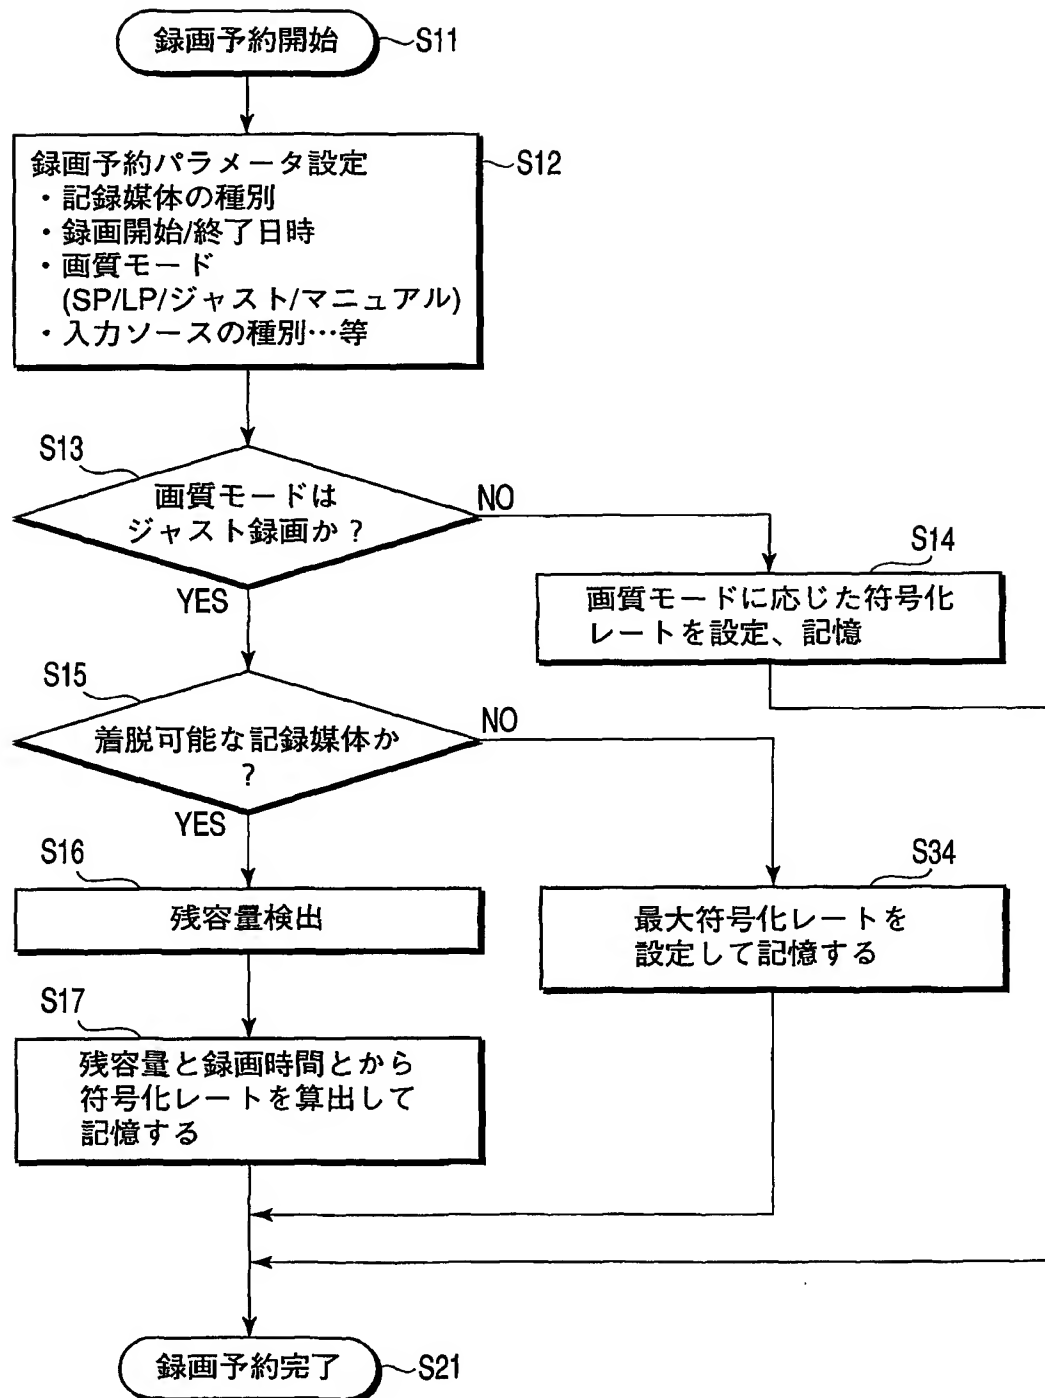 録画予約開始
S11
録画予約パラメータ設定
・記録媒体の種別
・録画開始/終了日時
・画質モード
(SP/LP/ジャスト/マニュアル)
・入力ソースの種別…等
S12
S13
画質モードは
ジャスト録画か?
NO
YES
S14
画質モードに応じた符号化
レートを設定、記憶
S15
着脱可能な記録媒体か
?
NO
YES
S16
残容量検出
S34
最大符号化レートを
設定して記憶する
S17
残容量と録画時間とから
符号化レートを算出して
記憶する
録画予約完了
S21